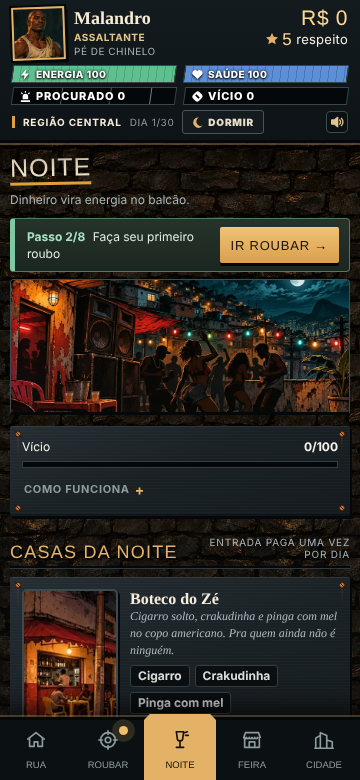 Malandro
ASSALTANTE
PÉ DE CHINELO
R$ 0
5 respeito
ENERGIA 100
SAÚDE 100
PROCURADO 0
VÍCIO 0
REGIÃO CENTRAL DIA 1/30 DORMIR
NOITE
Dinheiro vira energia no balcão.
Passo 2/8 Faça seu primeiro
roubo
IR ROUBAR →
Vício 0/100
COMO FUNCIONA +
CASAS DA NOITE
ENTRADA PAGA UMA VEZ
POR DIA
Boteco do Zé
Cigarro solto, crakudinha e pinga com mel
no copo americano. Pra quem ainda não é
ninguém.
Cigarro Crakudinha
Pinga com mel
RUA ROUBAR NOITE FEIRA CIDADE